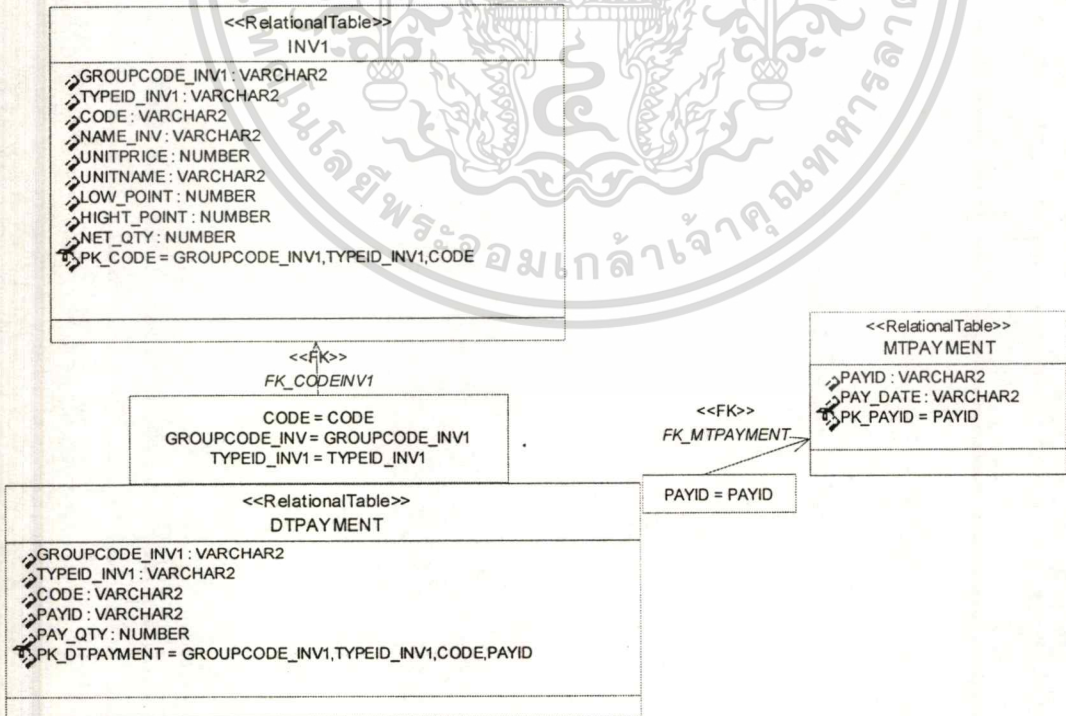 <<RelationalTable>>
INV1
GROUPCODE_INV1 : VARCHAR2
TYPEID_INV1 : VARCHAR2
CODE : VARCHAR2
NAME_INV : VARCHAR2
UNITPRICE : NUMBER
UNITNAME : VARCHAR2
LOW_POINT : NUMBER
HIGHT_POINT : NUMBER
NET_QTY : NUMBER
PK_CODE = GROUPCODE_INV1,TYPEID_INV1,CODE
<<FK>>
FK_CODEINV1
CODE = CODE
GROUPCODE_INV = GROUPCODE_INV1
TYPEID_INV1 = TYPEID_INV1
<<RelationalTable>>
MTPAYMENT
PAYID : VARCHAR2
PAY_DATE : VARCHAR2
PK_PAYID = PAYID
<<FK>>
FK_MTPAYMENT
PAYID = PAYID
<<RelationalTable>>
DTPAYMENT
GROUPCODE_INV1 : VARCHAR2
TYPEID_INV1 : VARCHAR2
CODE : VARCHAR2
PAYID : VARCHAR2
PAY_QTY : NUMBER
PK_DTPAYMENT = GROUPCODE_INV1,TYPEID_INV1,CODE,PAYID